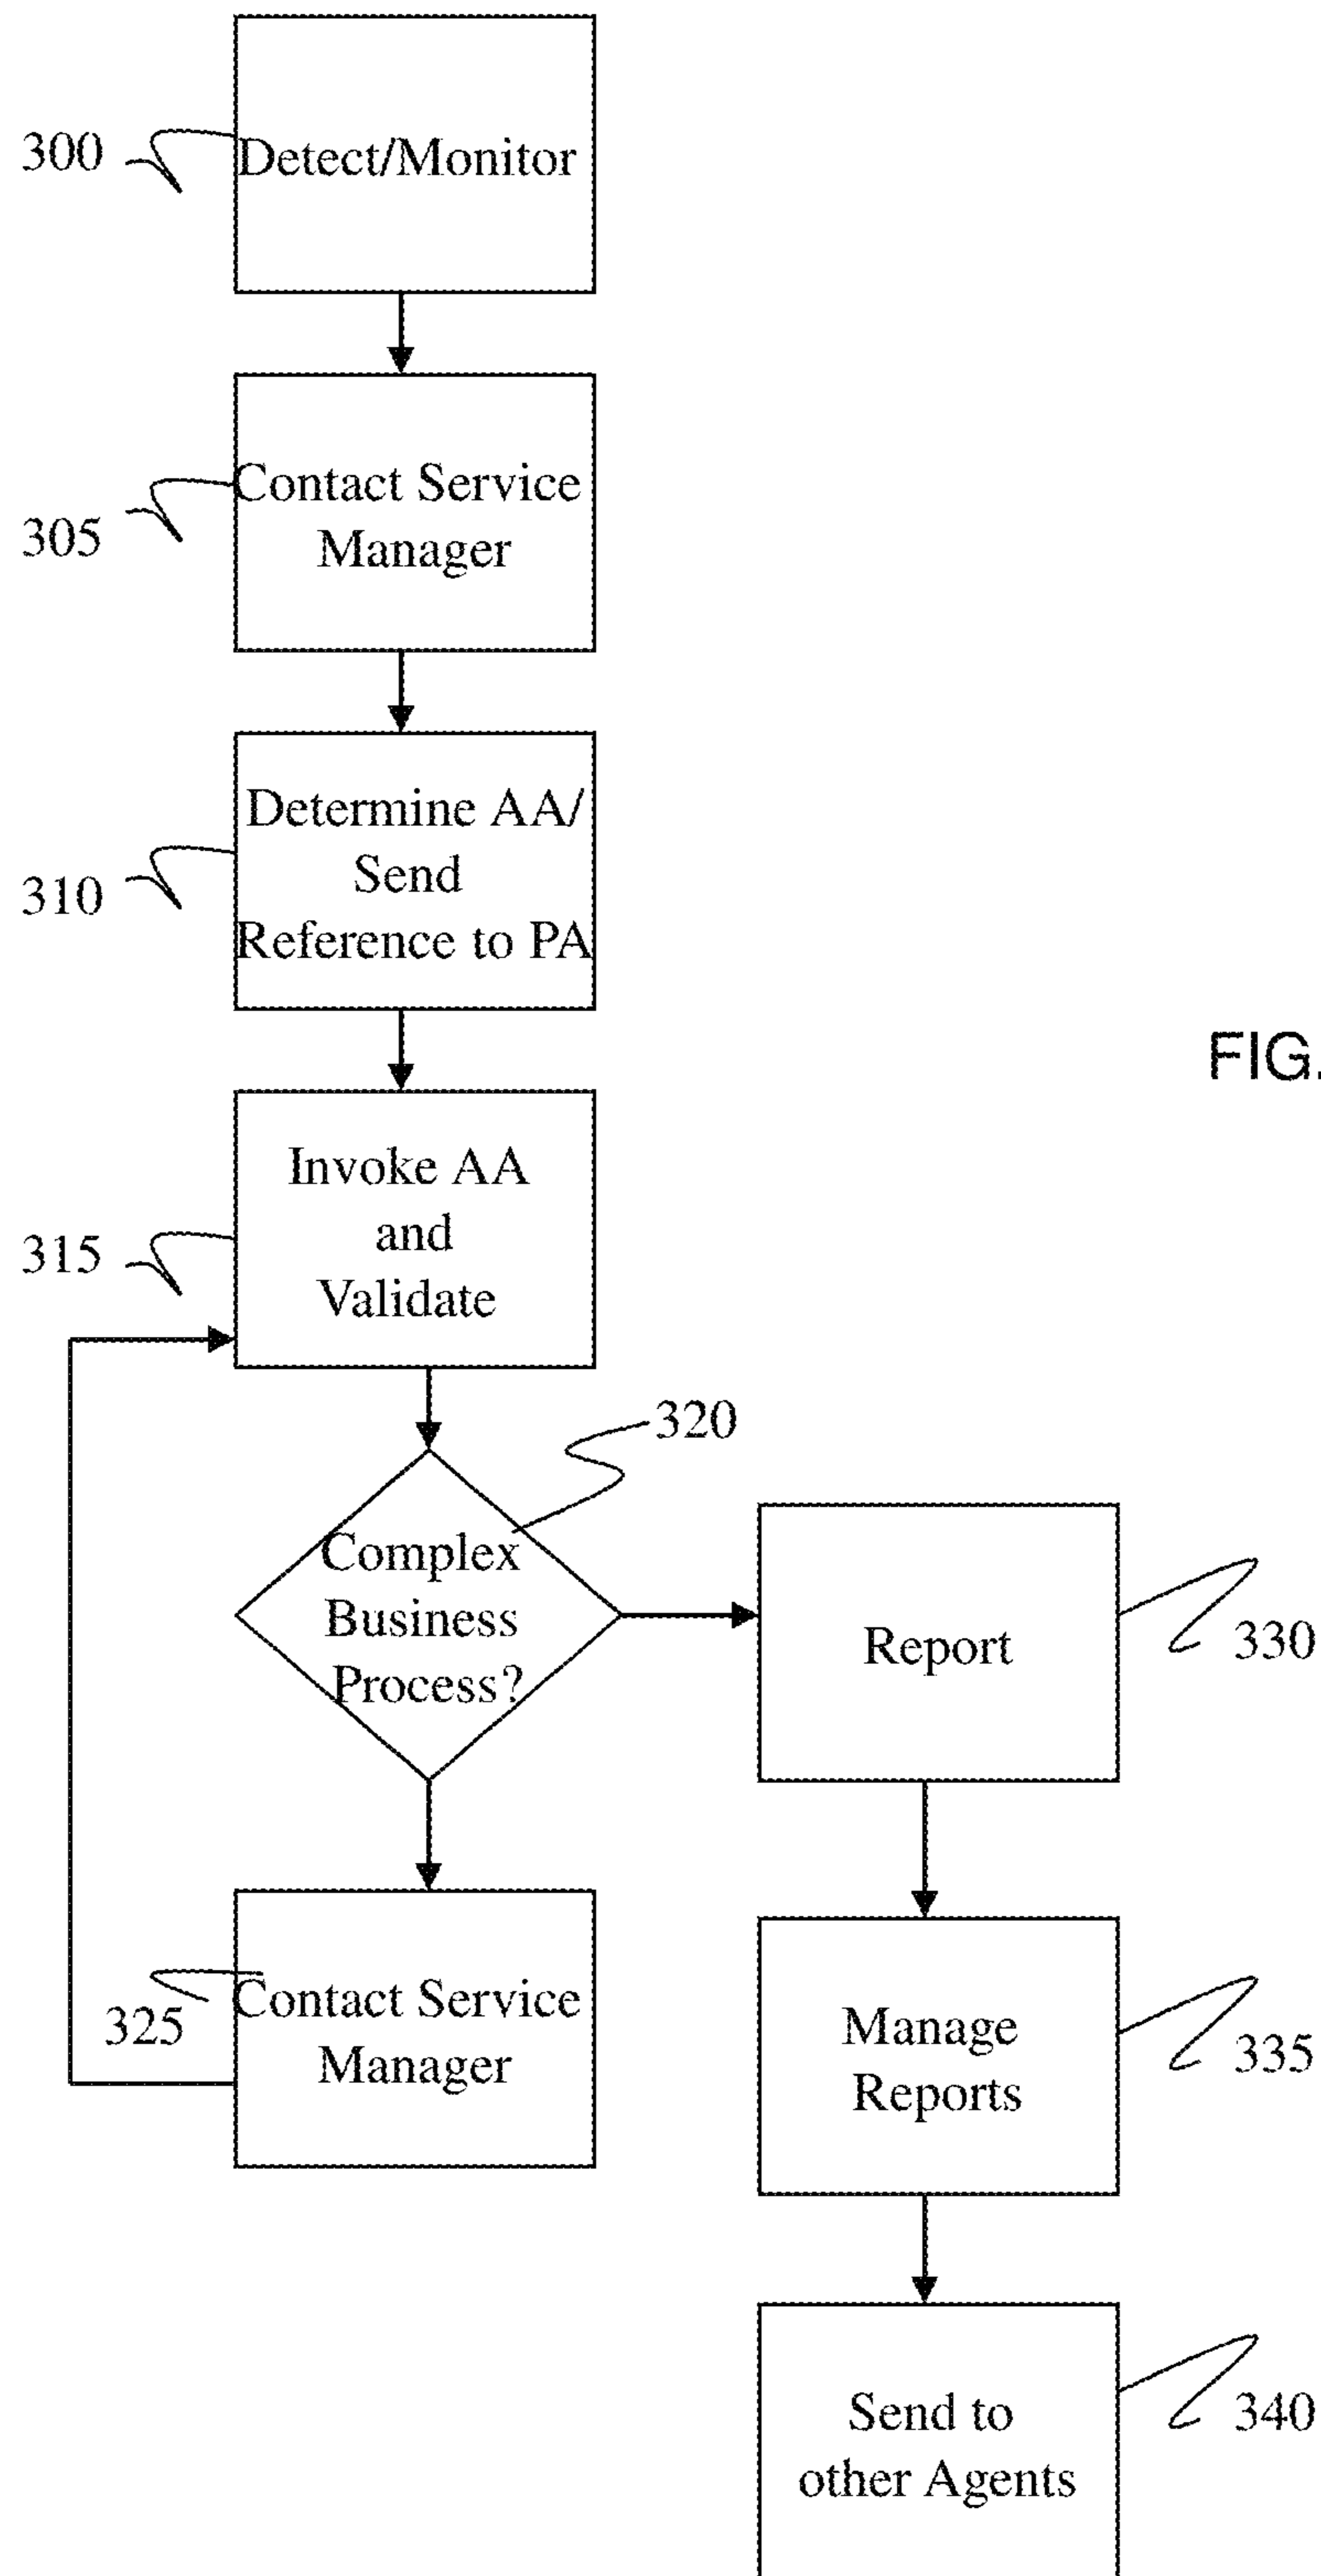 300
Detect/Monitor
305
Contact Service
Manager
310
Determine AA/
Send
Reference to PA
FIG.
315
Invoke AA
and
Validate
320
Complex
Business
Process?
Report
330
325
Contact Service
Manager
Manage
Reports
335
Send to
other Agents
340